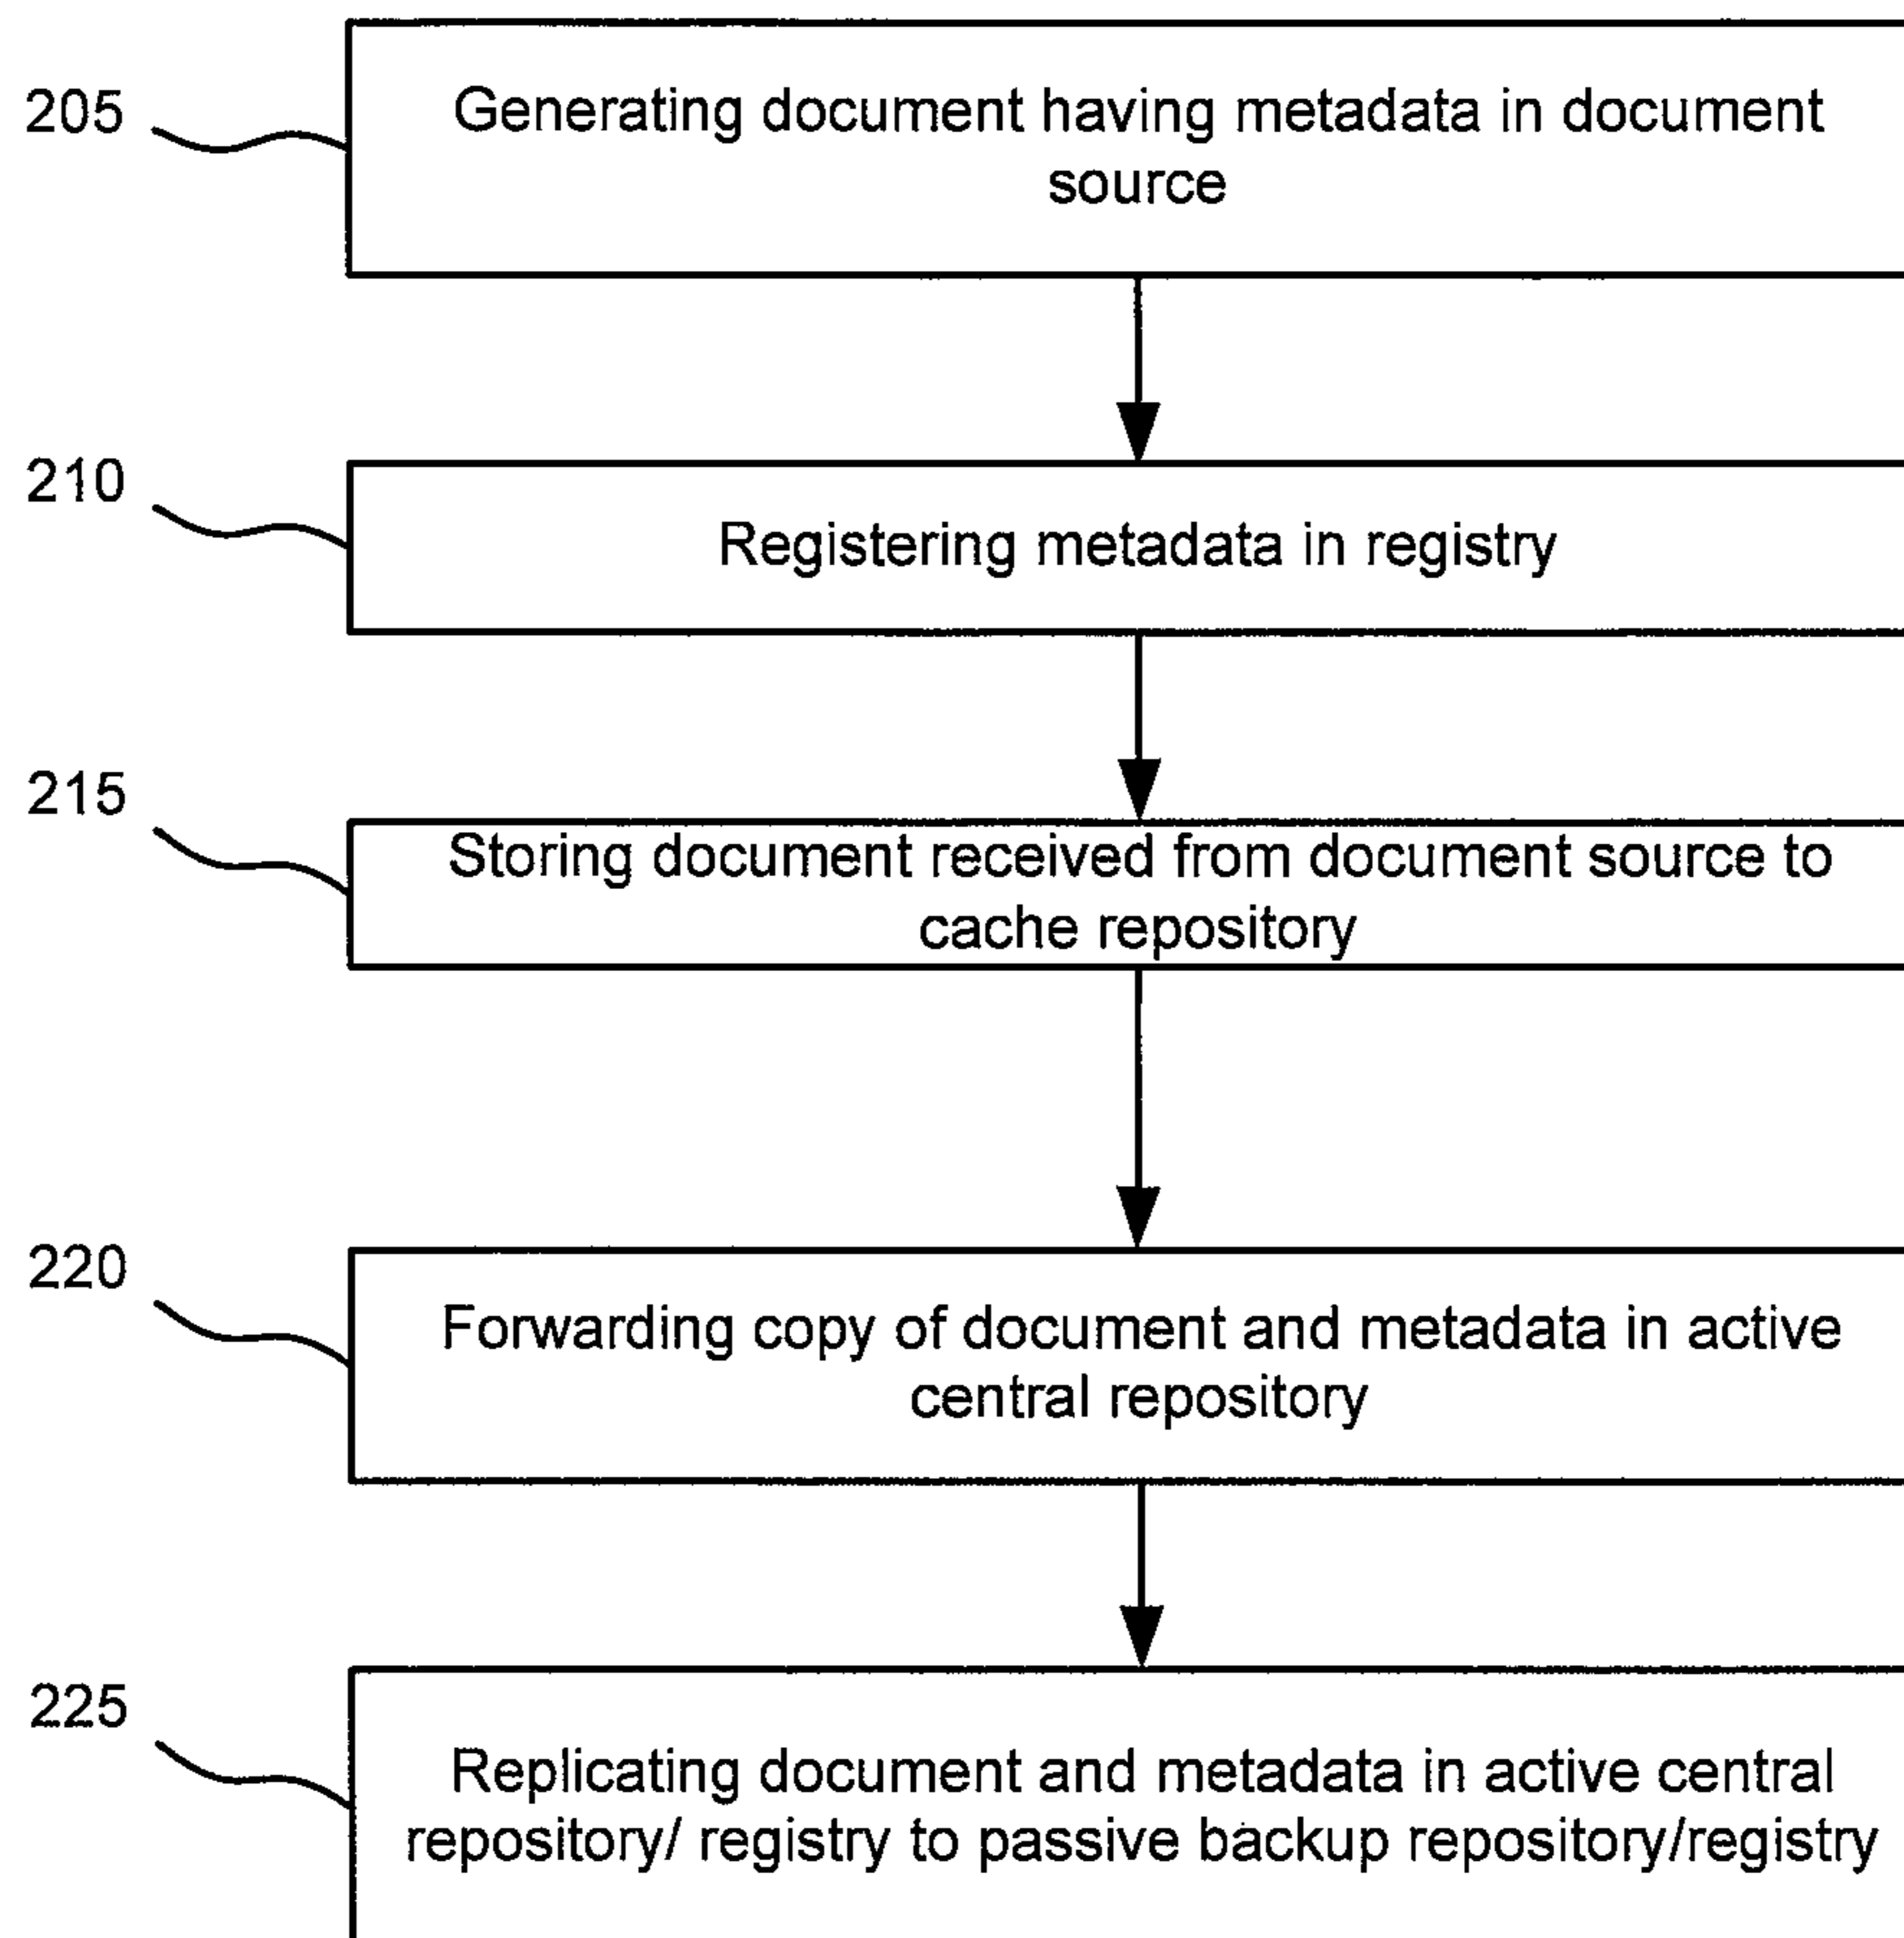 205
Generating document having metadata in document
source
210
Registering metadata in registry
215
Storing document received from document source to
cache repository
220
Forwarding copy of document and metadata in active
central repository
225
Replicating document and metadata in active central
repository/ registry to passive backup repository/registry